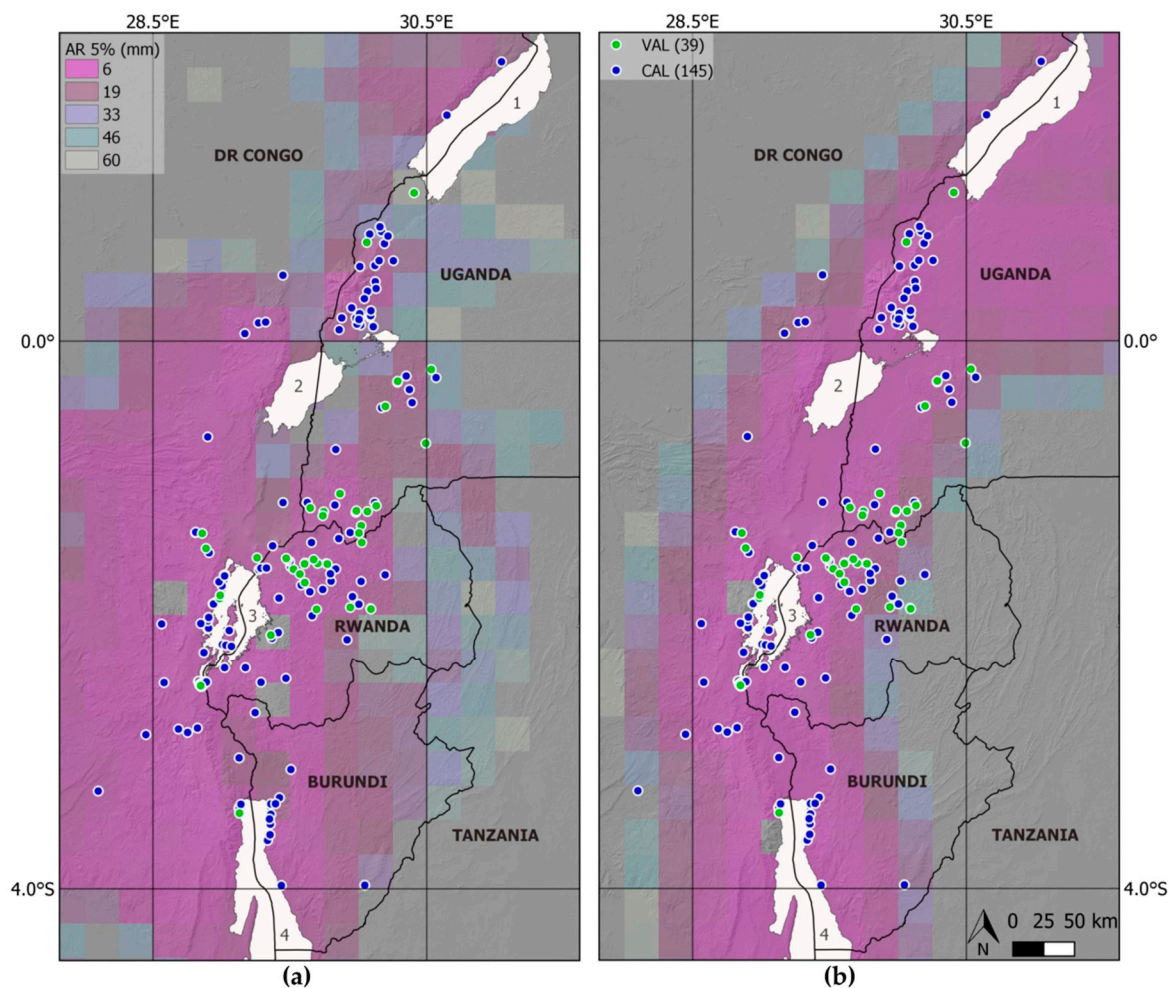 28.5°E 30.5°E 28.5°E 30.5°E
AR 5% (mm)
6
19
33
46
60
VAL (39)
CAL (145)
1
DR CONGO
UGANDA
0.0°
2
3
RWANDA
BURUNDI
TANZANIA
4.0°S
4
1
DR CONGO
UGANDA
0.0°
2
3
RWANDA
BURUNDI
TANZANIA
4.0°S
4
N
0 25 50 km
(a) (b)